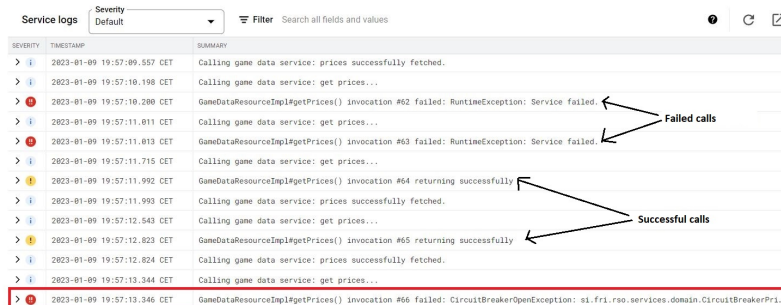 Service logs
Severity
Default
Filter Search all fields and values
SEVERITY TIMESTAMP SUMMARY
2023-01-09 19:57:09.557 CET Calling game data service: prices successfully fetched.
2023-01-09 19:57:10.198 CET Calling game data service: get prices...
2023-01-09 19:57:10.200 CET GameDataResourceImpl#getPrices() invocation #62 failed: RuntimeException: Service failed.
Failed calls
2023-01-09 19:57:11.011 CET Calling game data service: get prices...
2023-01-09 19:57:11.013 CET GameDataResourceImpl#getPrices() invocation #63 failed: RuntimeException: Service failed.
2023-01-09 19:57:11.715 CET Calling game data service: get prices...
2023-01-09 19:57:11.992 CET GameDataResourceImpl#getPrices() invocation #64 returning successfully
2023-01-09 19:57:11.993 CET Calling game data service: prices successfully fetched.
2023-01-09 19:57:12.543 CET Calling game data service: get prices...
Successful calls
2023-01-09 19:57:12.823 CET GameDataResourceImpl#getPrices() invocation #65 returning successfully
2023-01-09 19:57:12.824 CET Calling game data service: prices successfully fetched.
2023-01-09 19:57:13.344 CET Calling game data service: get prices...
2023-01-09 19:57:13.346 CET GameDataResourceImpl#getPrices() invocation #66 failed: CircuitBreakerOpenException: si.fri.rso.services.domain.CircuitBreakerPri